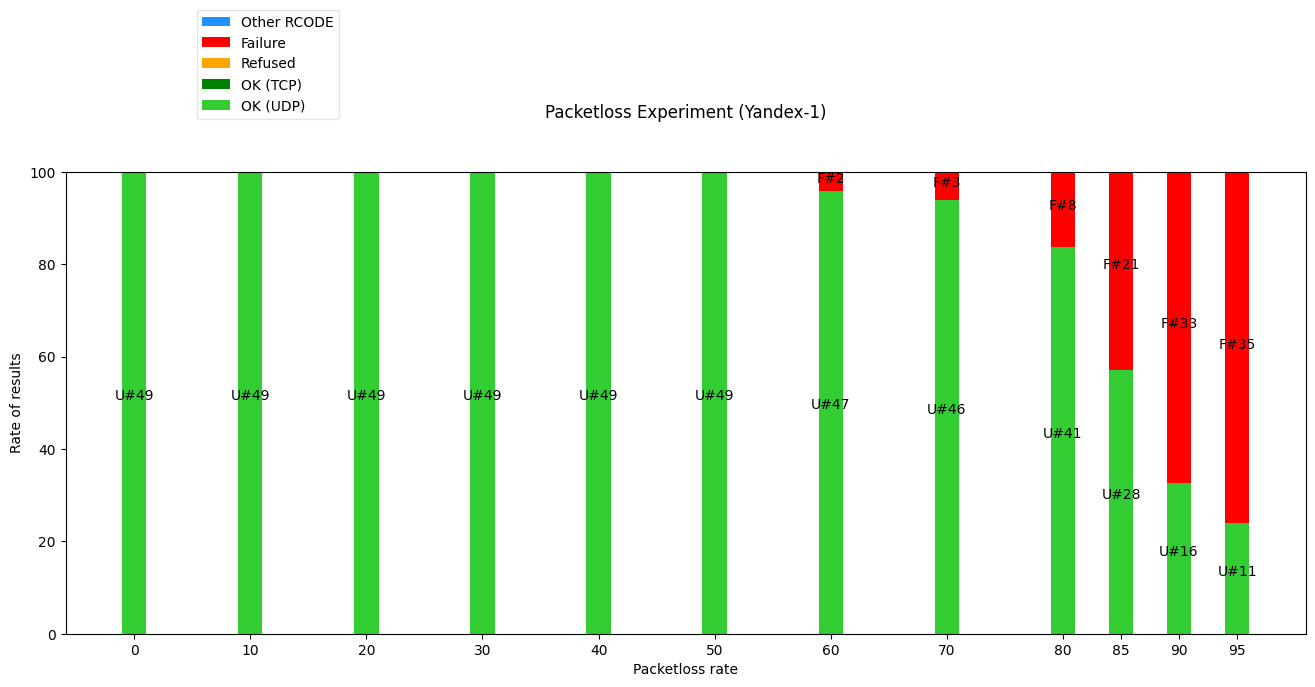 Other RCODE
Failure
Refused
OK (TCP)
OK (UDP)
Packetloss Experiment (Yandex-1)
Rate of results
100
80
60
40
20
0
F#2
F#3
F#8
F#21
F#33
F#35
U#49
U#49
U#49
U#49
U#49
U#49
U#47
U#46
U#41
U#28
U#16
U#11
0 10 20 30 40 50 60 70 80 85 90 95
Packetloss rate